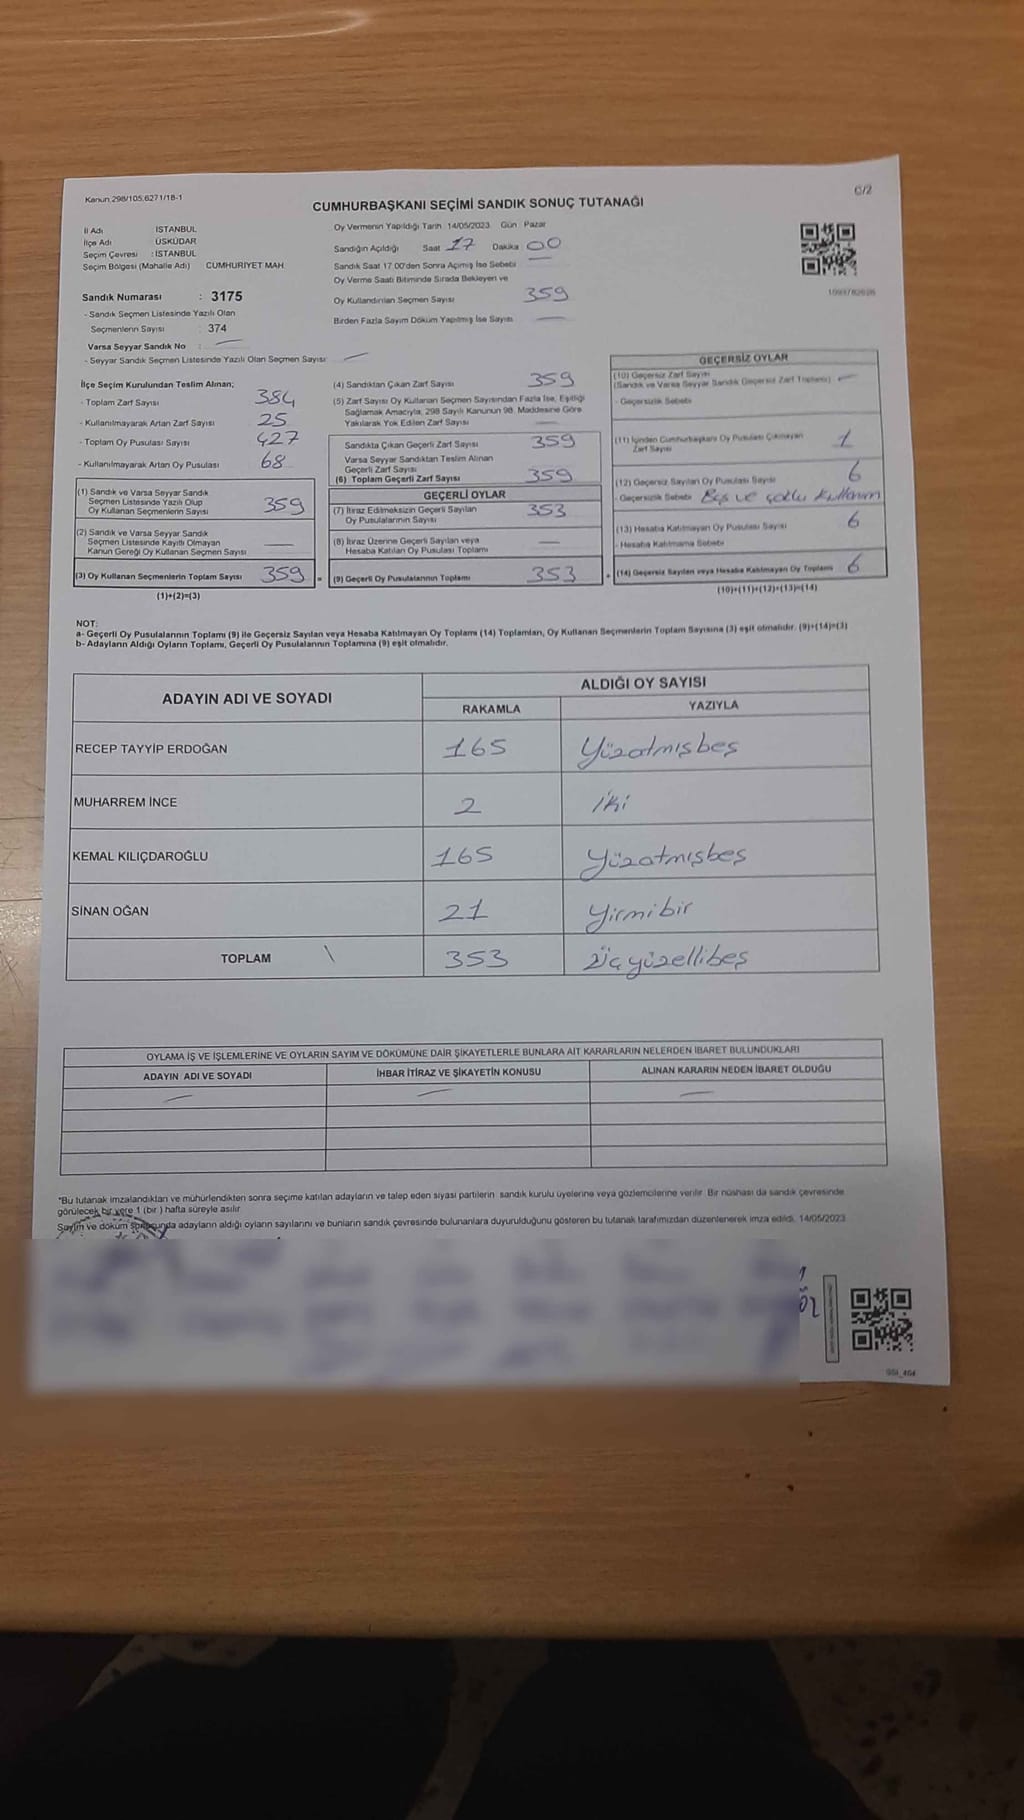 Kanun 298/105,6271/18-1
C/2
CUMHURBAŞKANI SEÇİMİ SANDIK SONUÇ TUTANAĞI
İl Adı İSTANBUL
İlçe Adı ÜSKÜDAR
Seçim Çevresi : İSTANBUL
Seçim Bölgesi (Mahalle Adı) CUMHURİYET MAH.
Sandık Numarası : 3175
- Sandık Seçmen Listesinde Yazılı Olan
Seçmenlerin Sayısı : 374
Varsa Seyyar Sandık No : —
- Seyyar Sandık Seçmen Listesinde Yazılı Olan Seçmen Sayısı —
Oy Vermenin Yapıldığı Tarih 14/05/2023 Gün Pazar
Sandığın Açıldığı Saat 17 Dakika 00
Sandık Saat 17.00'den Sonra Açılmış İse Sebebi —
Oy Verme Saati Bitiminde Sırada Bekleyen ve
Oy Kullandırılan Seçmen Sayısı 359
Birden Fazla Sayım Döküm Yapılmış İse Sayısı —
İlçe Seçim Kurulundan Teslim Alınan;
- Toplam Zarf Sayısı 384
- Kullanılmayarak Artan Zarf Sayısı 25
- Toplam Oy Pusulası Sayısı 427
- Kullanılmayarak Artan Oy Pusulası 68
(1) Sandık ve Varsa Seyyar Sandık
Seçmen Listesinde Yazılı Olup
Oy Kullanan Seçmenlerin Sayısı 359
(2) Sandık ve Varsa Seyyar Sandık
Seçmen Listesinde Kayıtlı Olmayan
Kanun Gereği Oy Kullanan Seçmen Sayısı —
(3) Oy Kullanan Seçmenlerin Toplam Sayısı 359 =
(1)+(2)=(3)
(4) Sandıktan Çıkan Zarf Sayısı 359
(5) Zarf Sayısı Oy Kullanan Seçmen Sayısından Fazla İse, Eşitliği
Sağlamak Amacıyla, 298 Sayılı Kanunun 98. Maddesine Göre
Yakılarak Yok Edilen Zarf Sayısı —
Sandıkta Çıkan Geçerli Zarf Sayısı 359
Varsa Seyyar Sandıktan Teslim Alınan
Geçerli Zarf Sayısı
(6) Toplam Geçerli Zarf Sayısı 359
GEÇERLİ OYLAR
(7) İtiraz Edilmeksizin Geçerli Sayılan
Oy Pusulalarının Sayısı 353
(8) İtiraz Üzerine Geçerli Sayılan veya
Hesaba Katılan Oy Pusulası Toplamı —
(9) Geçerli Oy Pusulalarının Toplamı 353 +
GEÇERSİZ OYLAR
(10) Geçersiz Zarf Sayısı
(Sandık ve Varsa Seyyar Sandık Geçersiz Zarf Toplamı) —
- Geçersizlik Sebebi
(11) İçinden Cumhurbaşkanı Oy Pusulası Çıkmayan
Zarf Sayısı 1
(12) Geçersiz Sayılan Oy Pusulası Sayısı 6
- Geçersizlik Sebebi Boş ve çoklu kullanım
(13) Hesaba Katılmayan Oy Pusulası Sayısı 6
- Hesaba Katılmama Sebebi
(14) Geçersiz Sayılan veya Hesaba Katılmayan Oy Toplamı 6
(10)+(11)+(12)+(13)=(14)
NOT:
a- Geçerli Oy Pusulalarının Toplamı (9) ile Geçersiz Sayılan veya Hesaba Katılmayan Oy Toplamı (14) Toplamları, Oy Kullanan Seçmenlerin Toplam Sayısına (3) eşit olmalıdır. (9)+(14)=(3)
b- Adayların Aldığı Oyların Toplamı, Geçerli Oy Pusulalarının Toplamına (9) eşit olmalıdır.
ADAYIN ADI VE SOYADI ALDIĞI OY SAYISI
RAKAMLA YAZIYLA
RECEP TAYYİP ERDOĞAN 165 Yüzatmışbeş
MUHARREM İNCE 2 iki
KEMAL KILIÇDAROĞLU 165 Yüzatmışbeş
SİNAN OĞAN 21 Yirmibir
TOPLAM 353 Üçyüzellibeş
OYLAMA İŞ VE İŞLEMLERİNE VE OYLARIN SAYIM VE DÖKÜMÜNE DAİR ŞİKAYETLERLE BUNLARA AİT KARARLARIN NELERDEN İBARET BULUNDUKLARI
ADAYIN ADI VE SOYADI İHBAR İTİRAZ VE ŞİKAYETİN KONUSU ALINAN KARARIN NEDEN İBARET OLDUĞU
— — —
*Bu tutanak imzalandıktan ve mühürlendikten sonra seçime katılan adayların ve talep eden siyasi partilerin sandık kurulu üyelerine veya gözlemcilerine verilir. Bir nüshası da sandık çevresinde
görülecek bir yere 1 (bir ) hafta süreyle asılır.
Sayım ve döküm sonucunda adayların aldığı oyların sayılarını ve bunların sandık çevresinde bulunanlara duyurulduğunu gösteren bu tutanak tarafımızdan düzenlenerek imza edildi. 14/05/2023